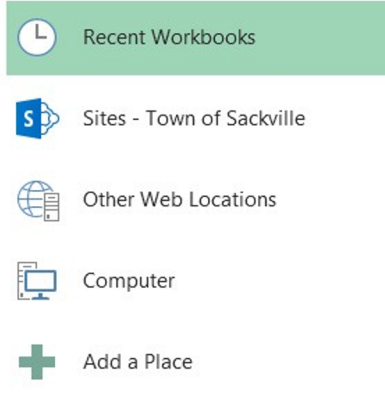 Recent Workbooks
S
Sites - Town of Sackville
Other Web Locations
Computer
Add a Place